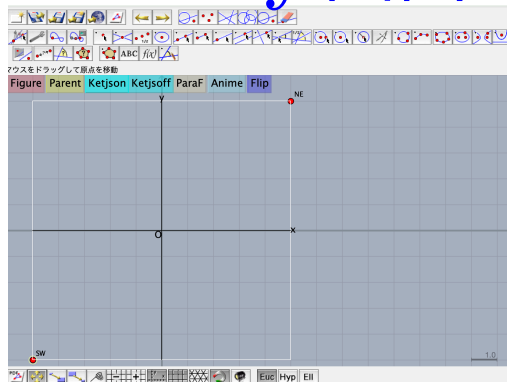 ABC f(x)
マウスをドラッグして原点を移動
Figure Parent Ketjson Ketjsoff ParaF Anime Flip
Y
NE
O
X
SW
1.0
Euc Hyp Ell